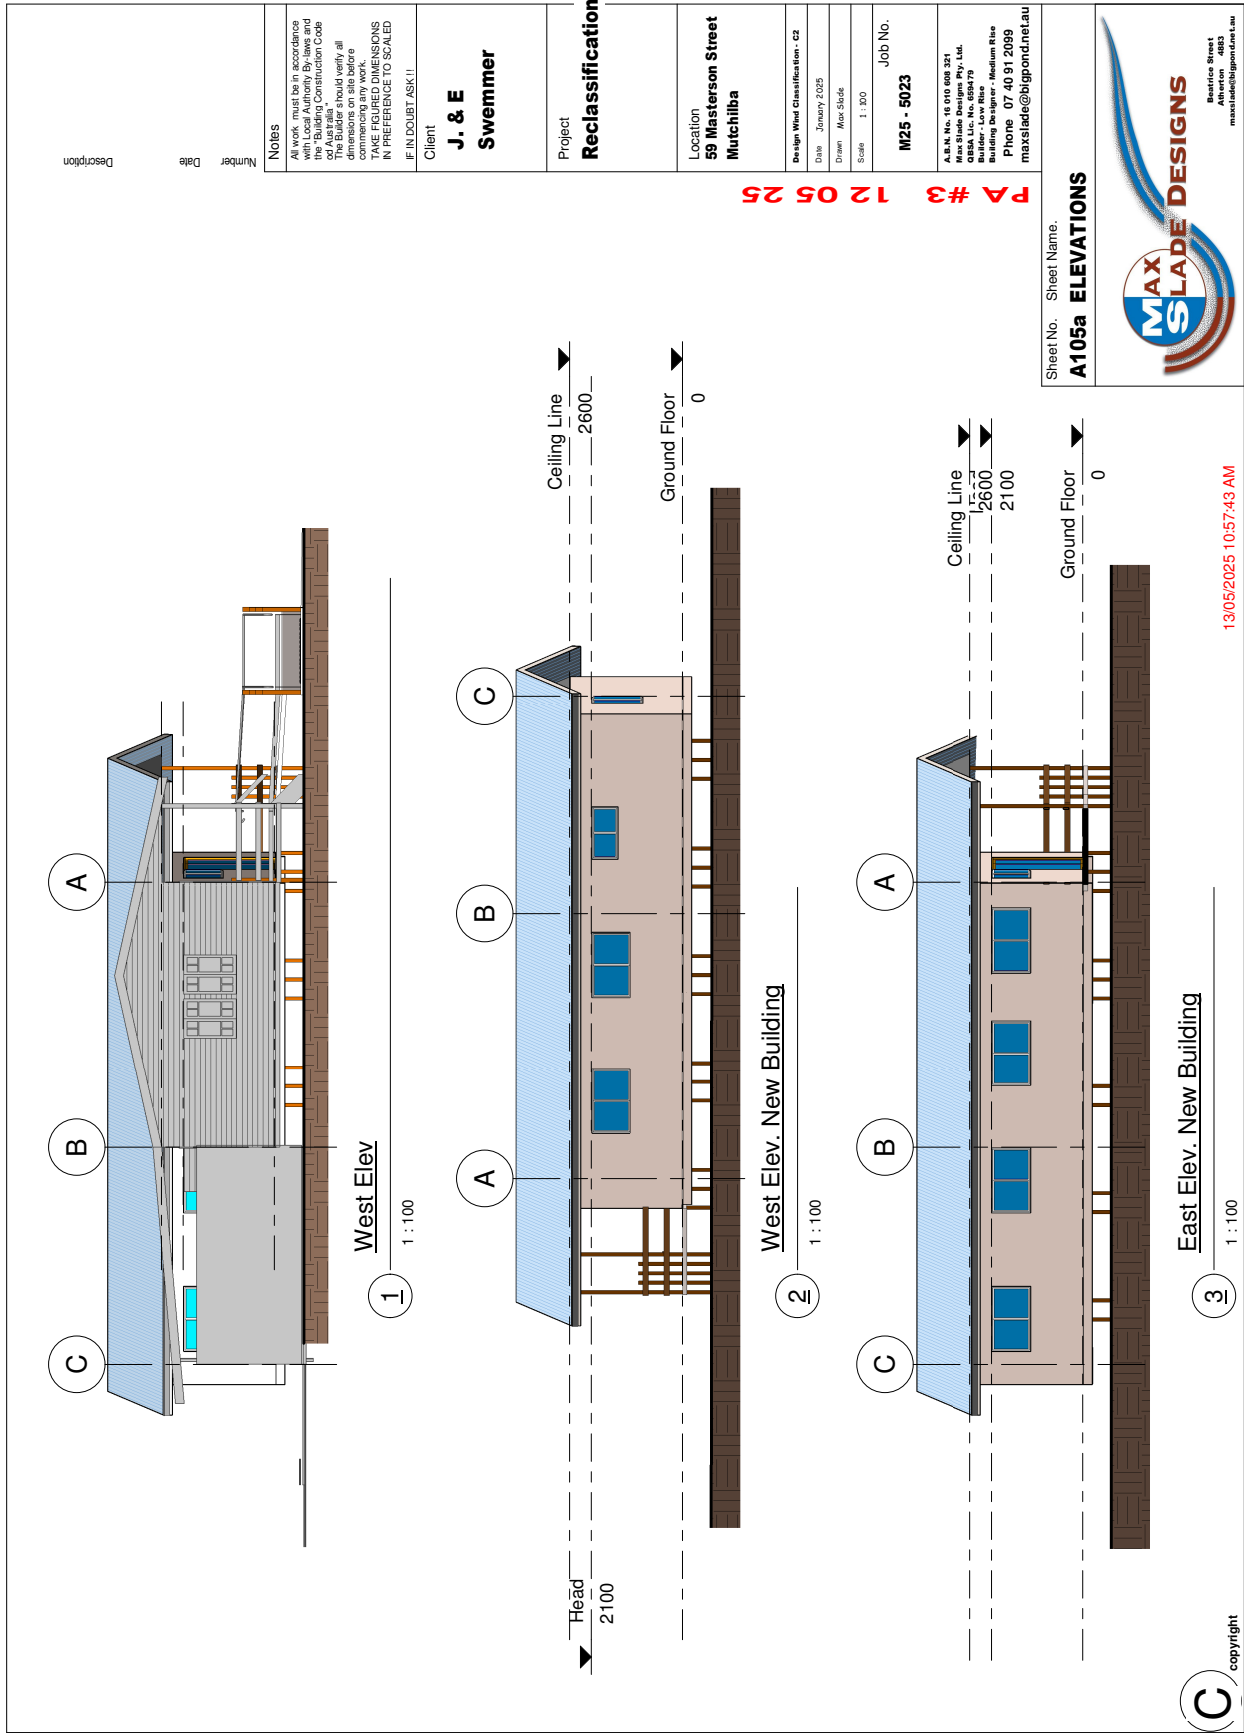 C
B
A
West Elev
1
1 : 100
A
B
C
Ceiling Line
2600
Ground Floor
0
Head
2100
West Elev. New Building
2
1 : 100
C
B
A
Ceiling Line
2600
2100
Ground Floor
0
East Elev. New Building
3
1 : 100
C
copyright
13/05/2025 10:57:43 AM
Number
Date
Description
Notes
All work must be in accordance
with Local Authority By-laws and
the "Building Construction Code
od Australia"
The Builder should verify all
dimensions on site before
commencing any work.
TAKE FIGURED DIMENSIONS
IN PREFERENCE TO SCALED
IF IN DOUBT ASK !!
Client
J. & E
Swemmer
Project
Reclassification
Location
59 Masterson Street
Mutchilba
Design Wind Classification - C2
Date January 2025
Drawn Max Slade
Scale 1 : 100
Job No.
M25 - 5023
A.B.N. No. 16 010 608 321
Max Slade Designs Pty. Ltd.
QBSA Lic. No. 659479
Builder - Low Rise
Building Designer - Medium Rise
Phone 07 40 91 2099
maxslade@bigpond.net.au
PA #3 12 05 25
Sheet No. Sheet Name.
A105a ELEVATIONS
MAX
SLADE DESIGNS
Beatrice Street
Atherton 4883
maxslade@bigpond.net.au